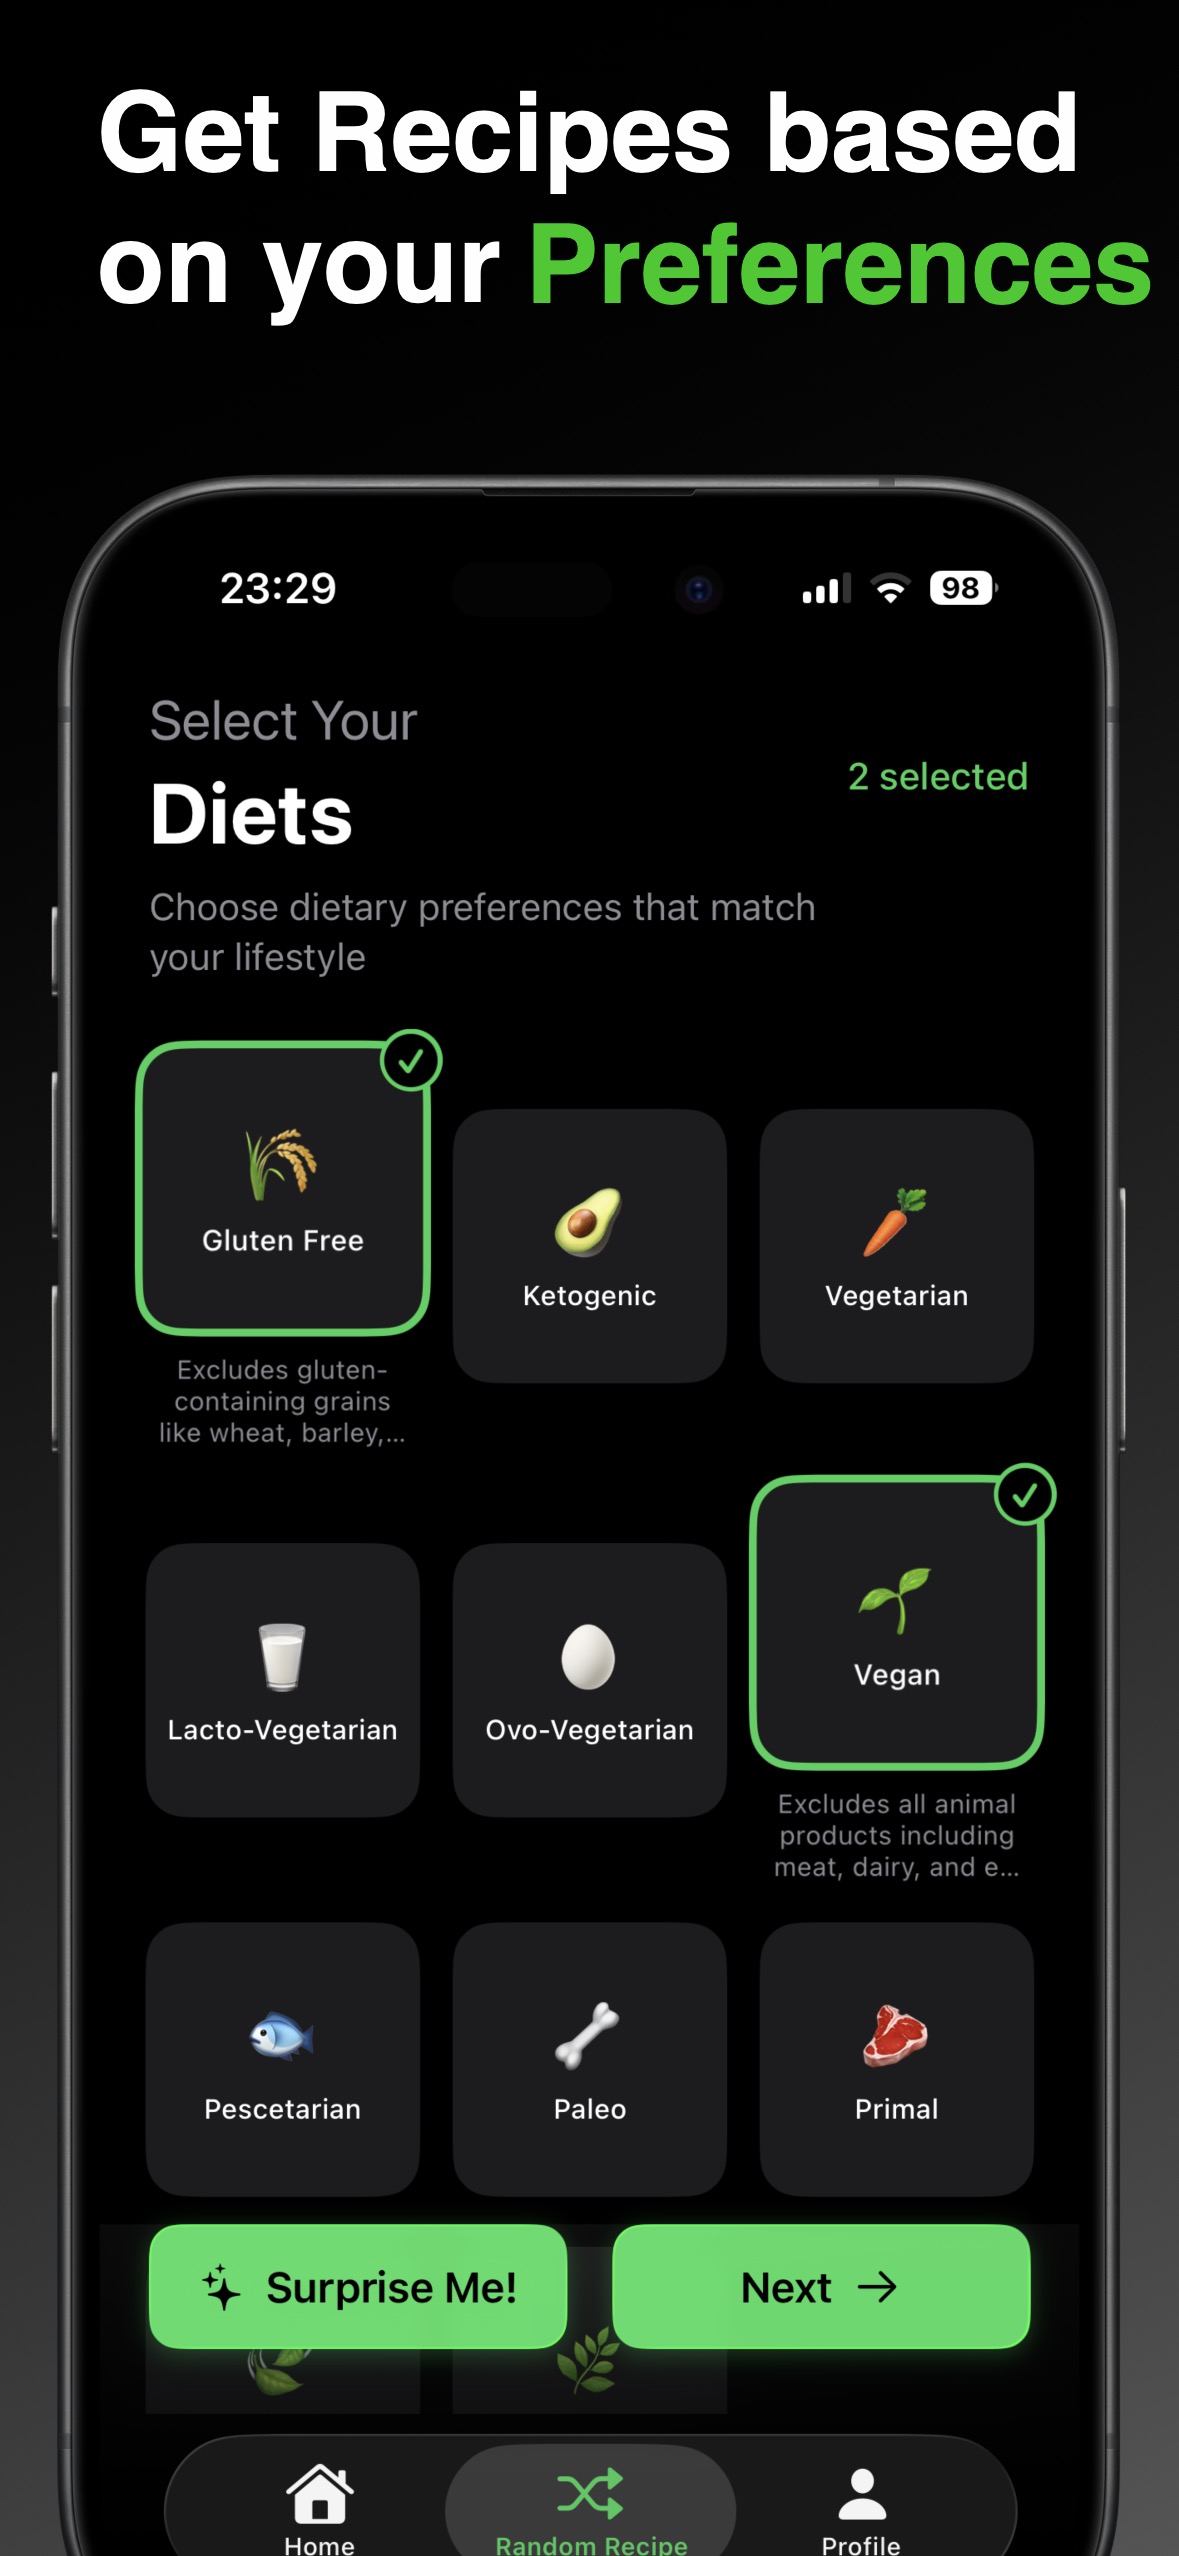 Get Recipes based
on your Preferences
23:29
98
Select Your
Diets
2 selected
Choose dietary preferences that match
your lifestyle
Gluten Free
Ketogenic
Vegetarian
Excludes gluten-
containing grains
like wheat, barley,...
Lacto-Vegetarian
Ovo-Vegetarian
Vegan
Excludes all animal
products including
meat, dairy, and e...
Pescetarian
Paleo
Primal
Surprise Me!
Next →
Home
Random Recipe
Profile